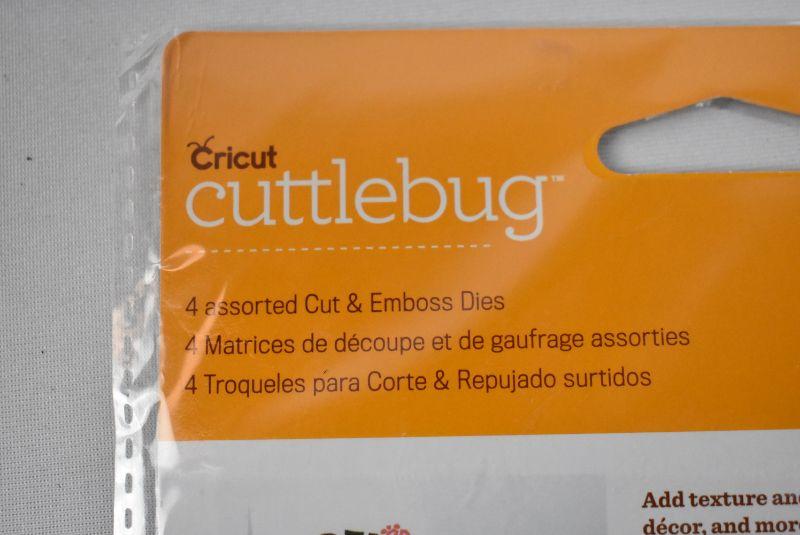 Cricut
cuttlebug™
4 assorted Cut & Emboss Dies
4 Matrices de découpe et de gaufrage assorties
4 Troqueles para Corte & Repujado surtidos
Add texture and
décor, and more